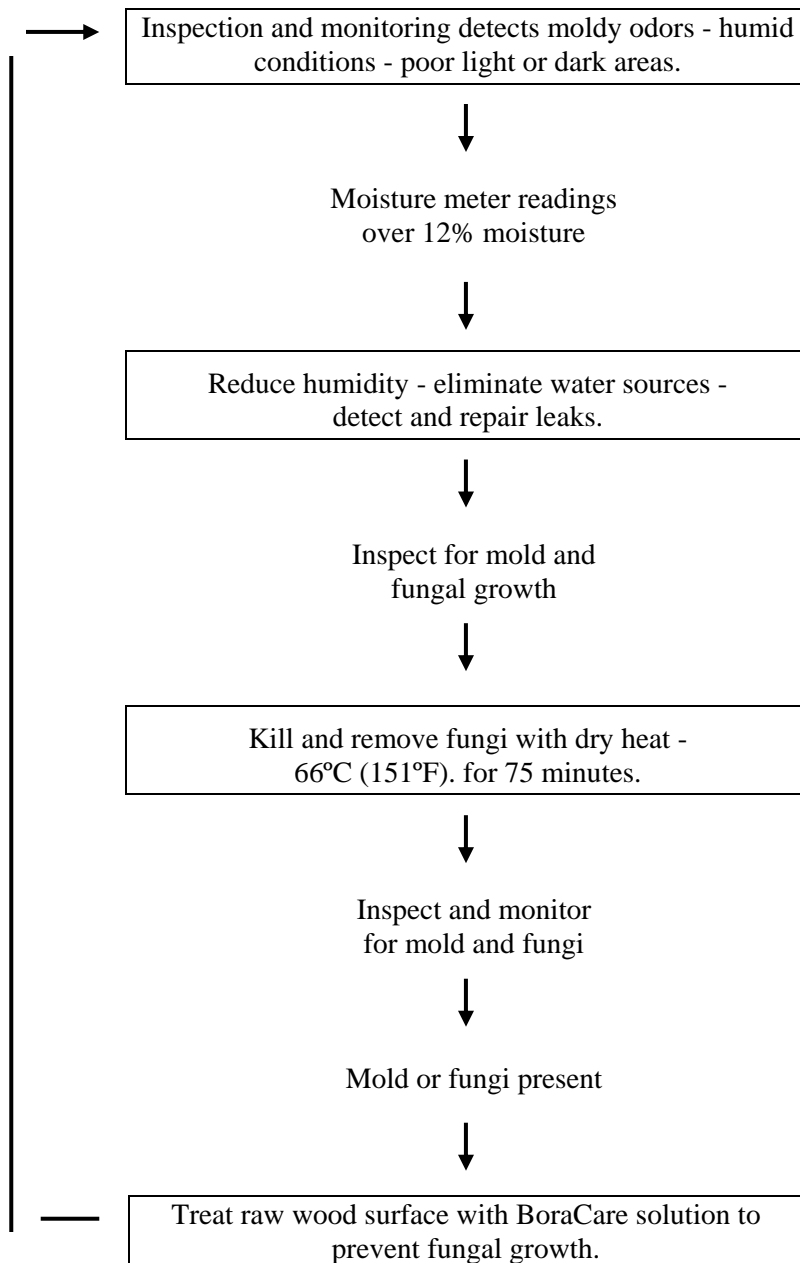 Inspection and monitoring detects moldy odors - humid
conditions - poor light or dark areas.
Moisture meter readings
over 12% moisture
Reduce humidity - eliminate water sources -
detect and repair leaks.
Inspect for mold and
fungal growth
Kill and remove fungi with dry heat -
66ºC (151ºF). for 75 minutes.
Inspect and monitor
for mold and fungi
Mold or fungi present
Treat raw wood surface with BoraCare solution to
prevent fungal growth.